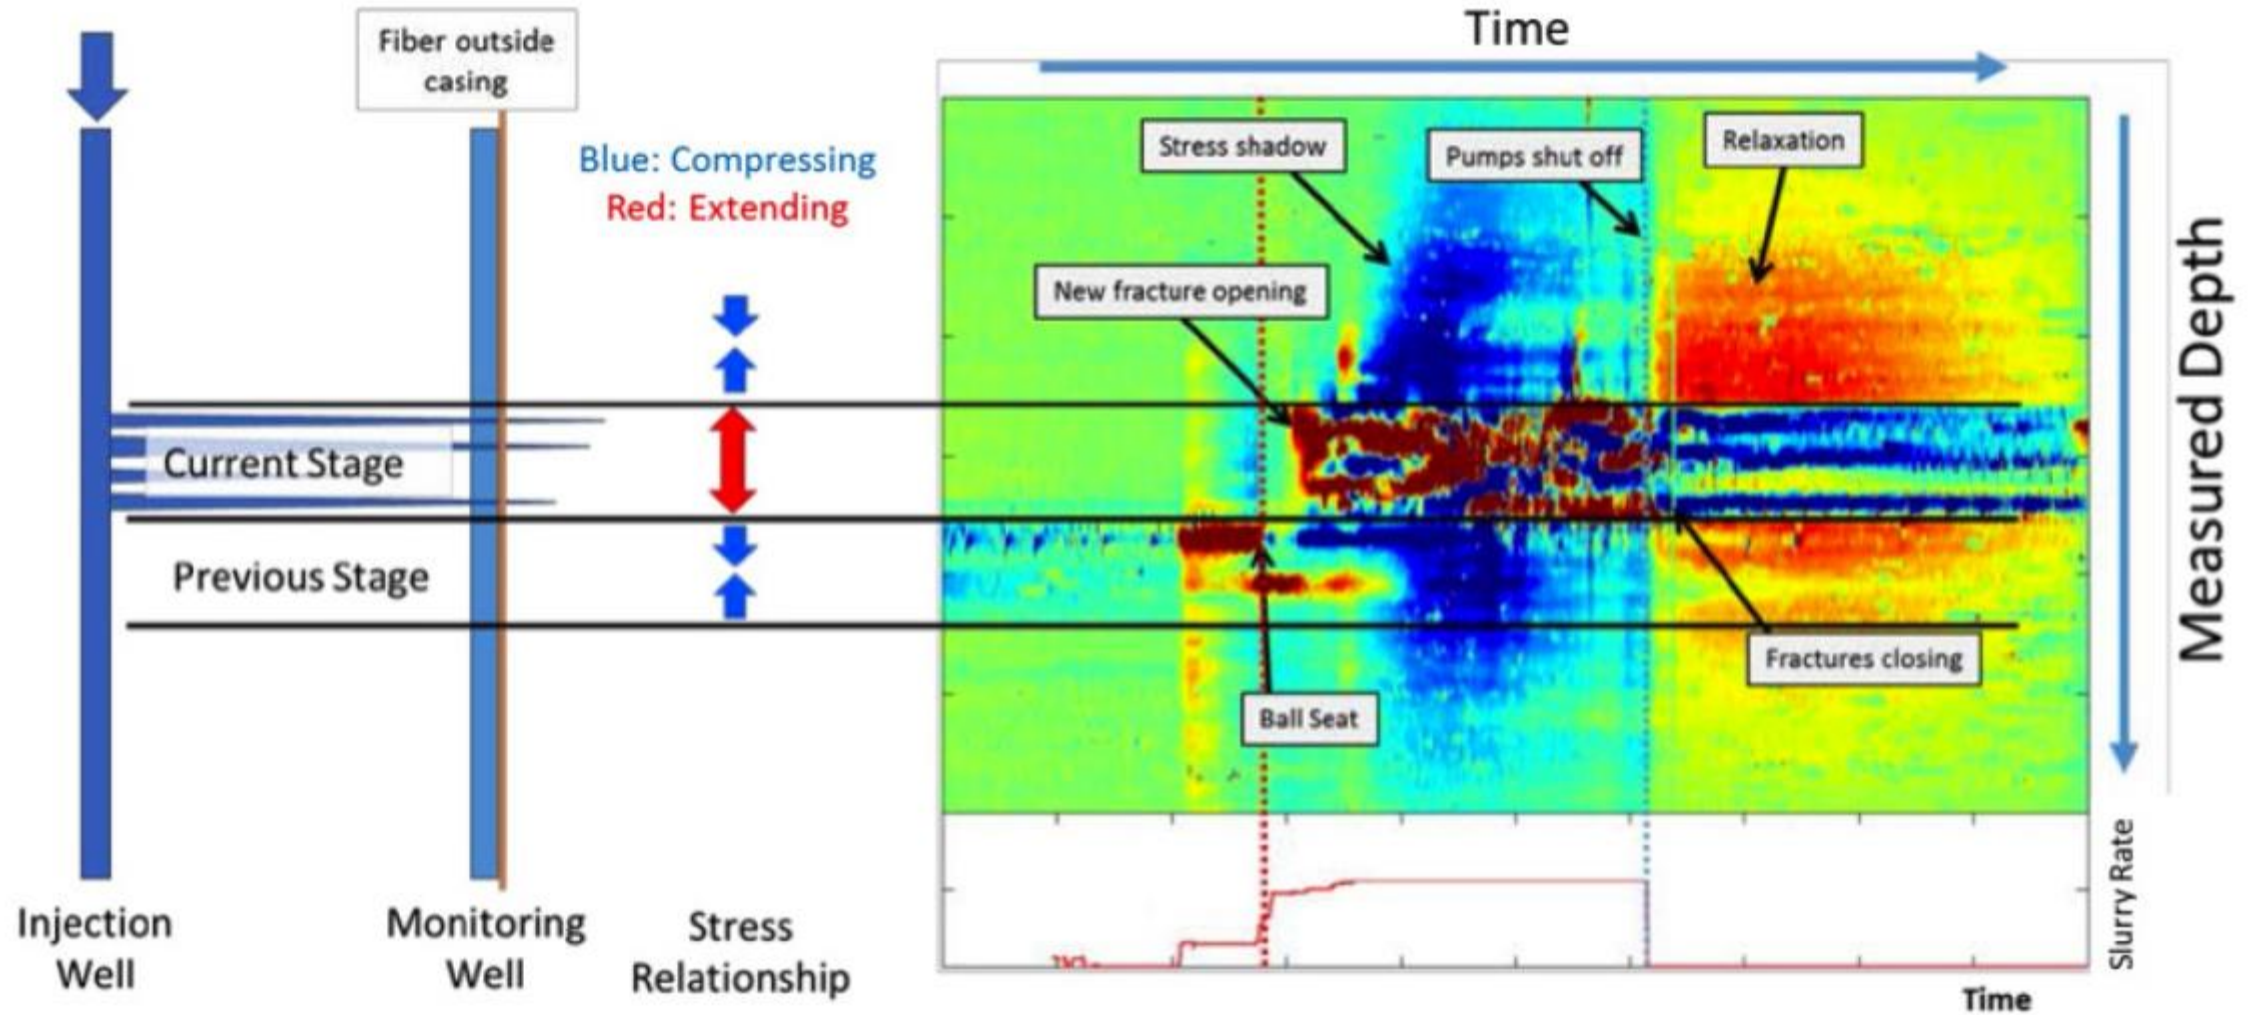 Fiber outside
casing
Blue: Compressing
Red: Extending
Current Stage
Previous Stage
Injection
Well
Monitoring
Well
Stress
Relationship
Time
Stress shadow
Pumps shut off
Relaxation
New fracture opening
Fractures closing
Ball Seat
Measured Depth
Slurry Rate
Time